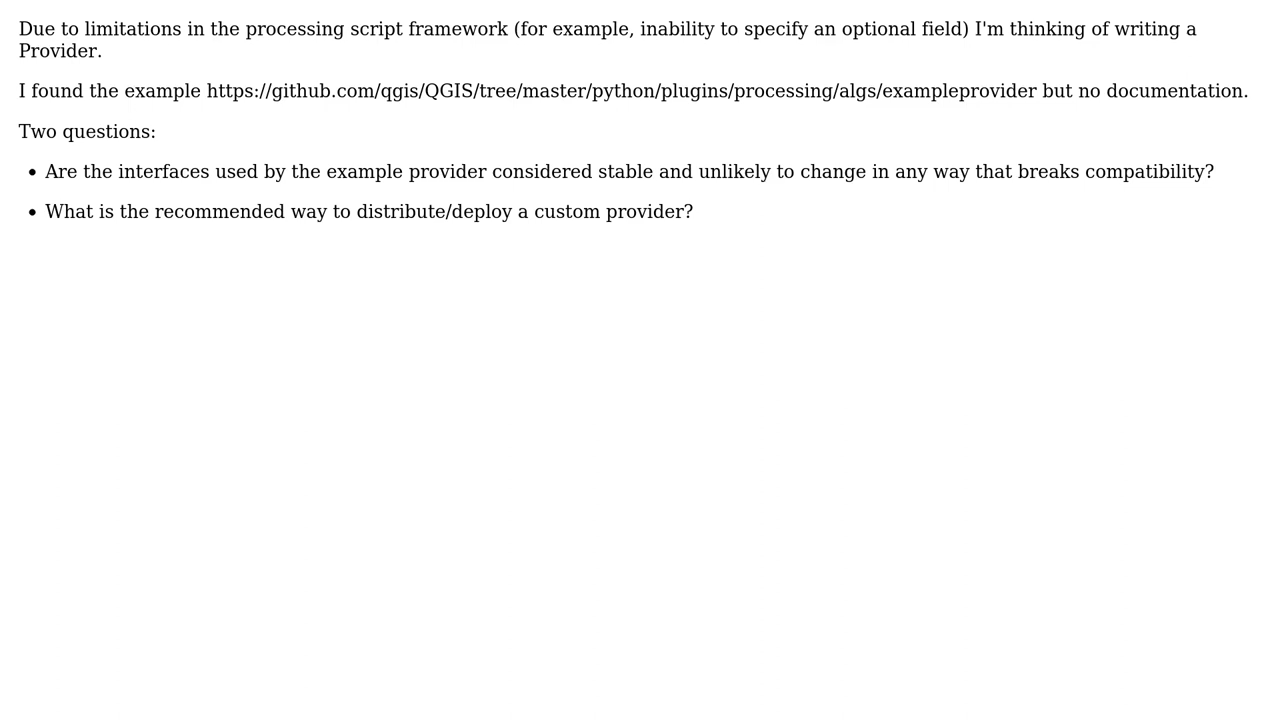 Due to limitations in the processing script framework (for example, inability to specify an optional field) I'm thinking of writing a
Provider.
I found the example https://github.com/qgis/QGIS/tree/master/python/plugins/processing/algs/exampleprovider but no documentation.
Two questions:
• Are the interfaces used by the example provider considered stable and unlikely to change in any way that breaks compatibility?
• What is the recommended way to distribute/deploy a custom provider?